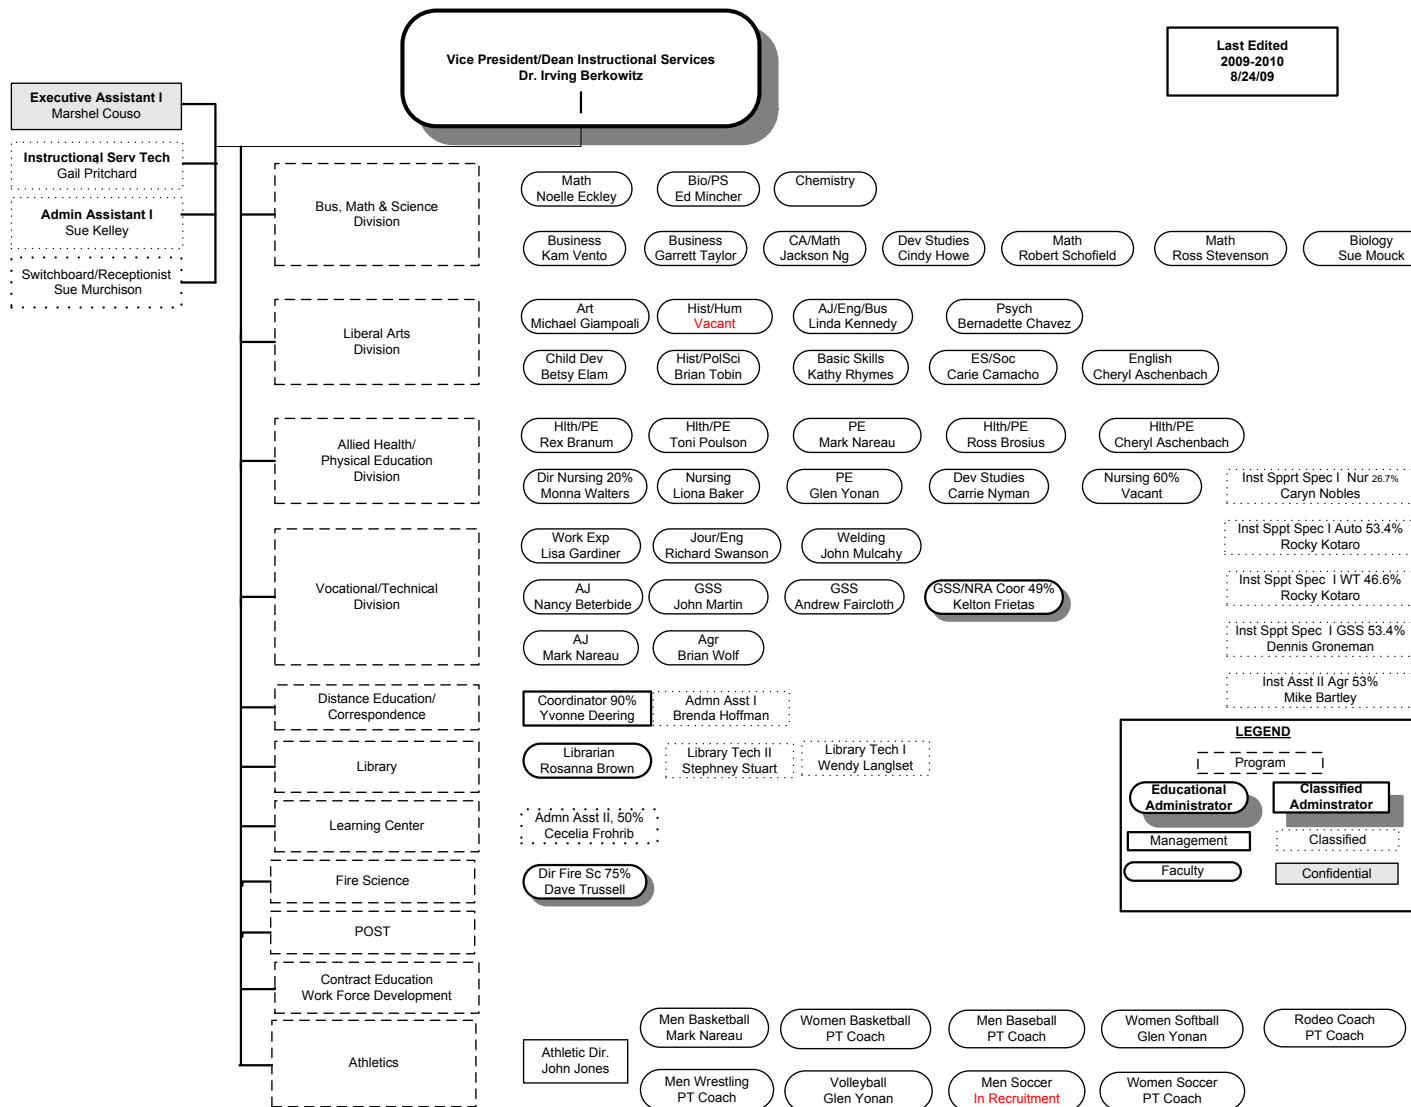 Vice President/Dean Instructional Services
Dr. Irving Berkowitz
Last Edited
2009-2010
8/24/09
Executive Assistant I
Marshel Couso
Instructional Serv Tech
Gail Pritchard
Admin Assistant I
Sue Kelley
Switchboard/Receptionist
Sue Murchison
Bus, Math & Science
Division
Math
Noelle Eckley
Bio/PS
Ed Mincher
Chemistry
Business
Kam Vento
Business
Garrett Taylor
CA/Math
Jackson Ng
Dev Studies
Cindy Howe
Math
Robert Schofield
Math
Ross Stevenson
Biology
Sue Mouck
Liberal Arts
Division
Art
Michael Giampoali
Hist/Hum
Vacant
AJ/Eng/Bus
Linda Kennedy
Psych
Bernadette Chavez
Child Dev
Betsy Elam
Hist/PolSci
Brian Tobin
Basic Skills
Kathy Rhymes
ES/Soc
Carie Camacho
English
Cheryl Aschenbach
Allied Health/
Physical Education
Division
Hlth/PE
Rex Branum
Hlth/PE
Toni Poulson
PE
Mark Nareau
Hlth/PE
Ross Brosius
Hlth/PE
Cheryl Aschenbach
Dir Nursing 20%
Monna Walters
Nursing
Liona Baker
PE
Glen Yonan
Dev Studies
Carrie Nyman
Nursing 60%
Vacant
Inst Spprt Spec I Nur 26.7%
Caryn Nobles
Vocational/Technical
Division
Work Exp
Lisa Gardiner
Jour/Eng
Richard Swanson
Welding
John Mulcahy
Inst Sppt Spec I Auto 53.4%
Rocky Kotaro
AJ
Nancy Beterbide
GSS
John Martin
GSS
Andrew Faircloth
GSS/NRA Coor 49%
Kelton Frietas
Inst Sppt Spec I WT 46.6%
Rocky Kotaro
AJ
Mark Nareau
Agr
Brian Wolf
Inst Sppt Spec I GSS 53.4%
Dennis Groneman
Inst Asst II Agr 53%
Mike Bartley
Distance Education/
Correspondence
Coordinator 90%
Yvonne Deering
Admn Asst I
Brenda Hoffman
Library
Librarian
Rosanna Brown
Library Tech II
Stephney Stuart
Library Tech I
Wendy Langlset
Learning Center
Admn Asst II, 50%
Cecelia Frohrib
Fire Science
Dir Fire Sc 75%
Dave Trussell
POST
Contract Education
Work Force Development
LEGEND
Program
Educational
Administrator
Classified
Adminstrator
Management
Classified
Faculty
Confidential
Athletics
Athletic Dir.
John Jones
Men Basketball
Mark Nareau
Women Basketball
PT Coach
Men Baseball
PT Coach
Women Softball
Glen Yonan
Rodeo Coach
PT Coach
Men Wrestling
PT Coach
Volleyball
Glen Yonan
Men Soccer
In Recruitment
Women Soccer
PT Coach